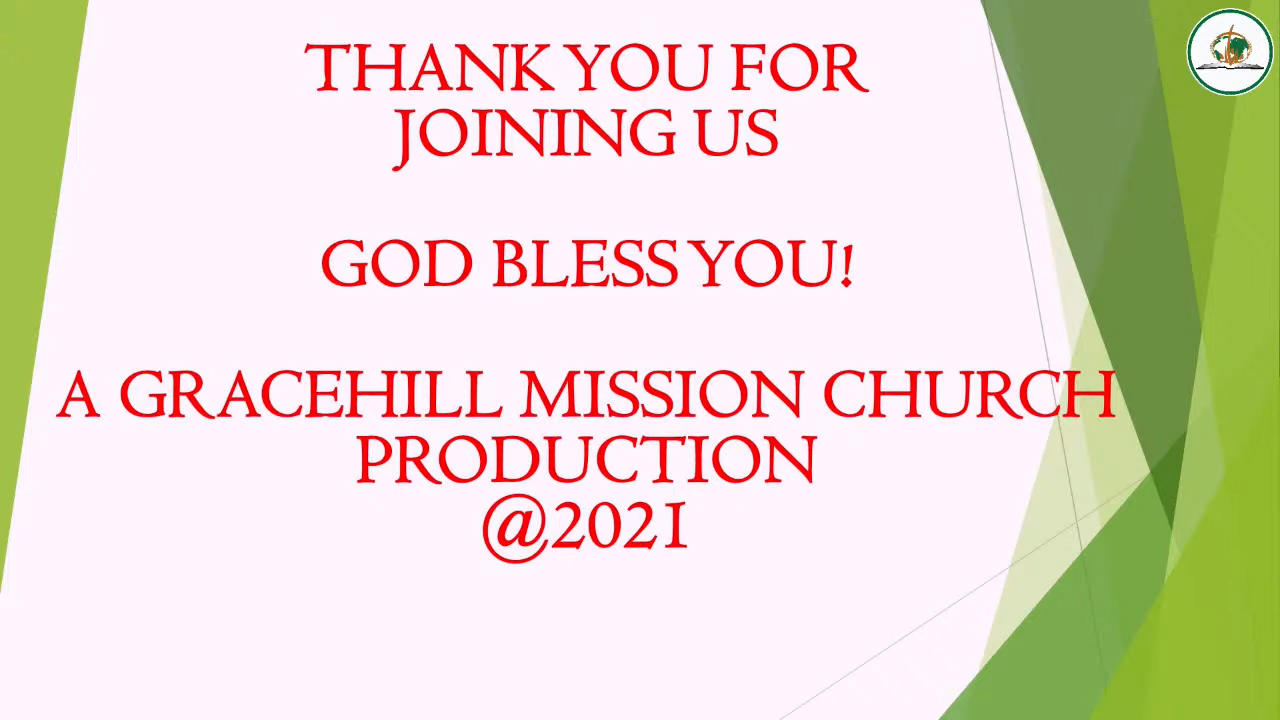 THANK YOU FOR
JOINING US
GOD BLESS YOU!
A GRACEHILL MISSION CHURCH
PRODUCTION
@2021